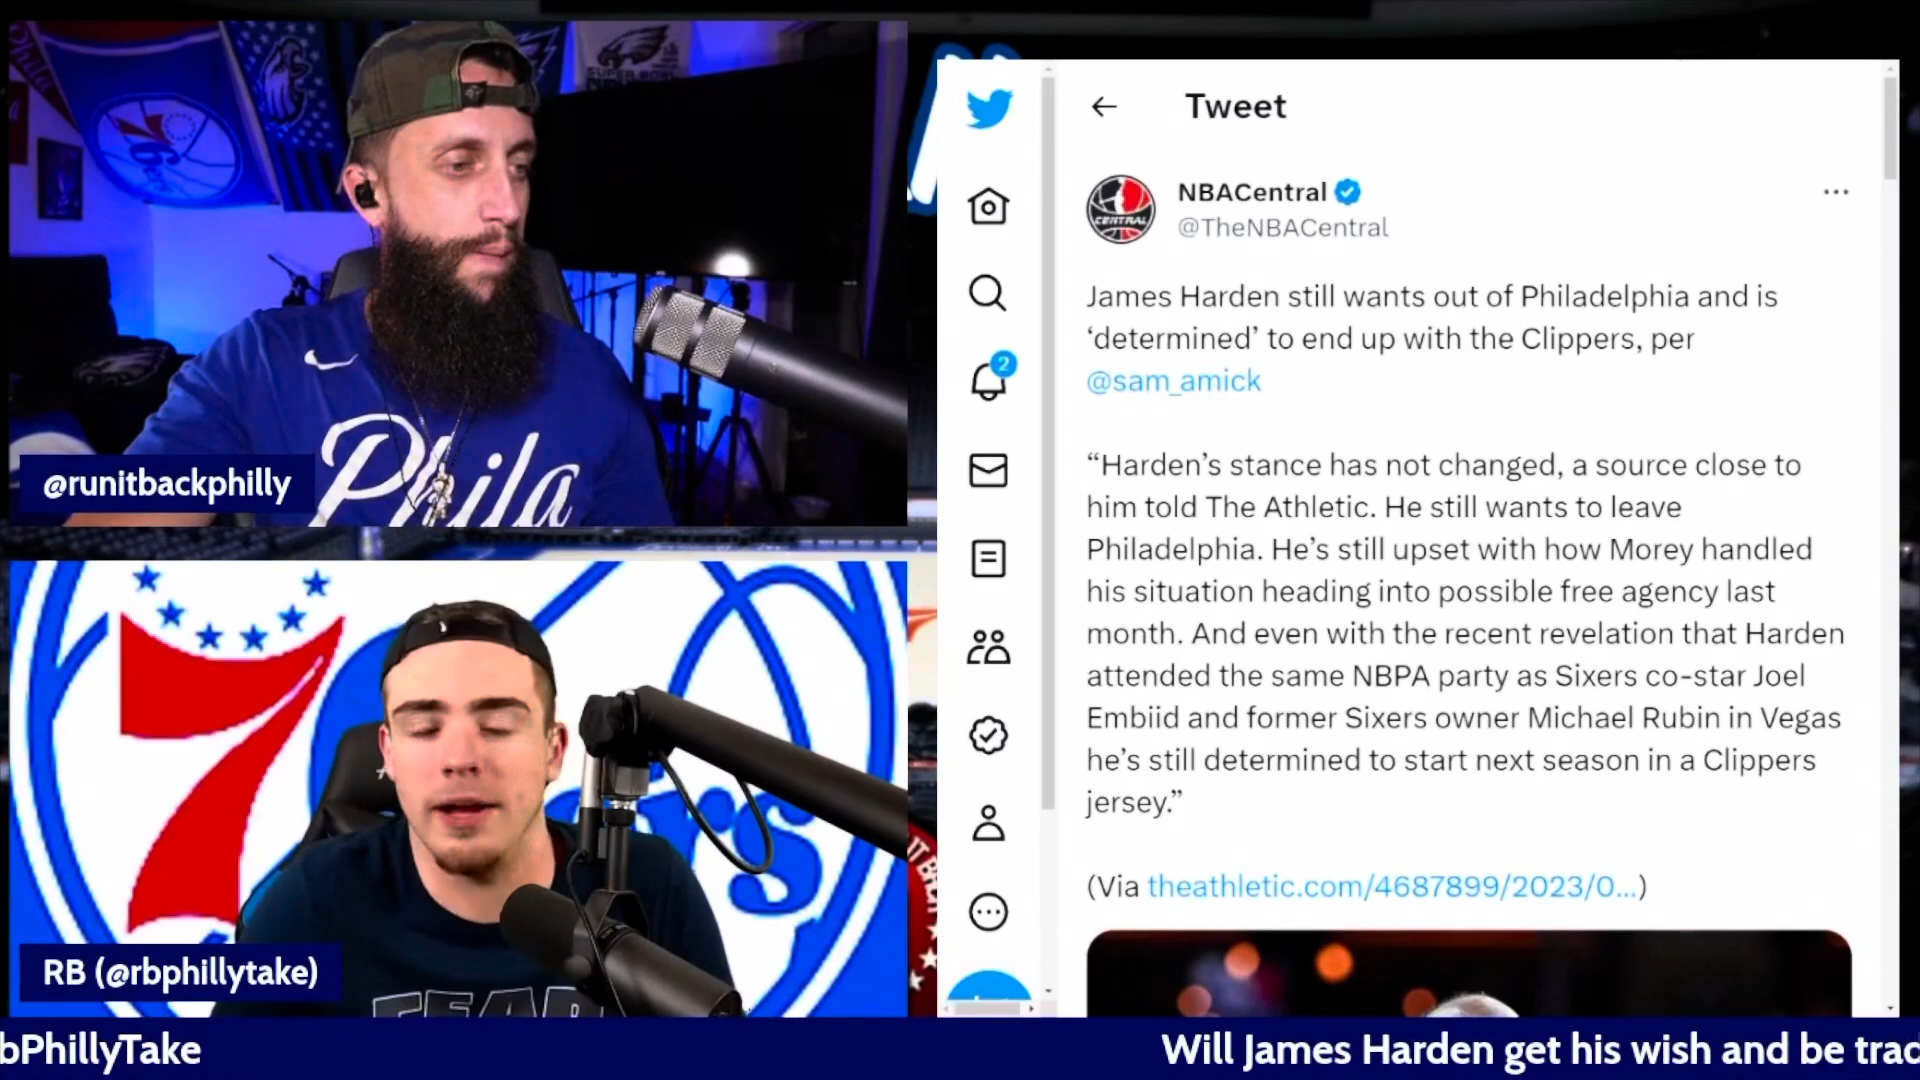 @runitbackphilly
Phila
RB (@rbphillytake)
FEAR
Tweet
CENTRAL
NBACentral
@TheNBACentral
James Harden still wants out of Philadelphia and is
‘determined’ to end up with the Clippers, per
@sam_amick
“Harden’s stance has not changed, a source close to
him told The Athletic. He still wants to leave
Philadelphia. He’s still upset with how Morey handled
his situation heading into possible free agency last
month. And even with the recent revelation that Harden
attended the same NBPA party as Sixers co-star Joel
Embiid and former Sixers owner Michael Rubin in Vegas
he’s still determined to start next season in a Clippers
jersey.”
(Via theathletic.com/4687899/2023/0...)
2
bPhillyTake
Will James Harden get his wish and be trad